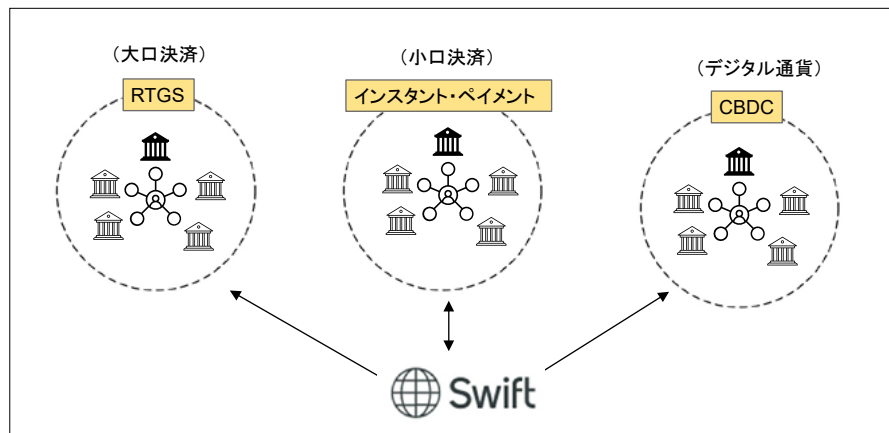 （大口決済）
RTGS
（小口決済）
インスタント・ペイメント
（デジタル通貨）
CBDC
Swift